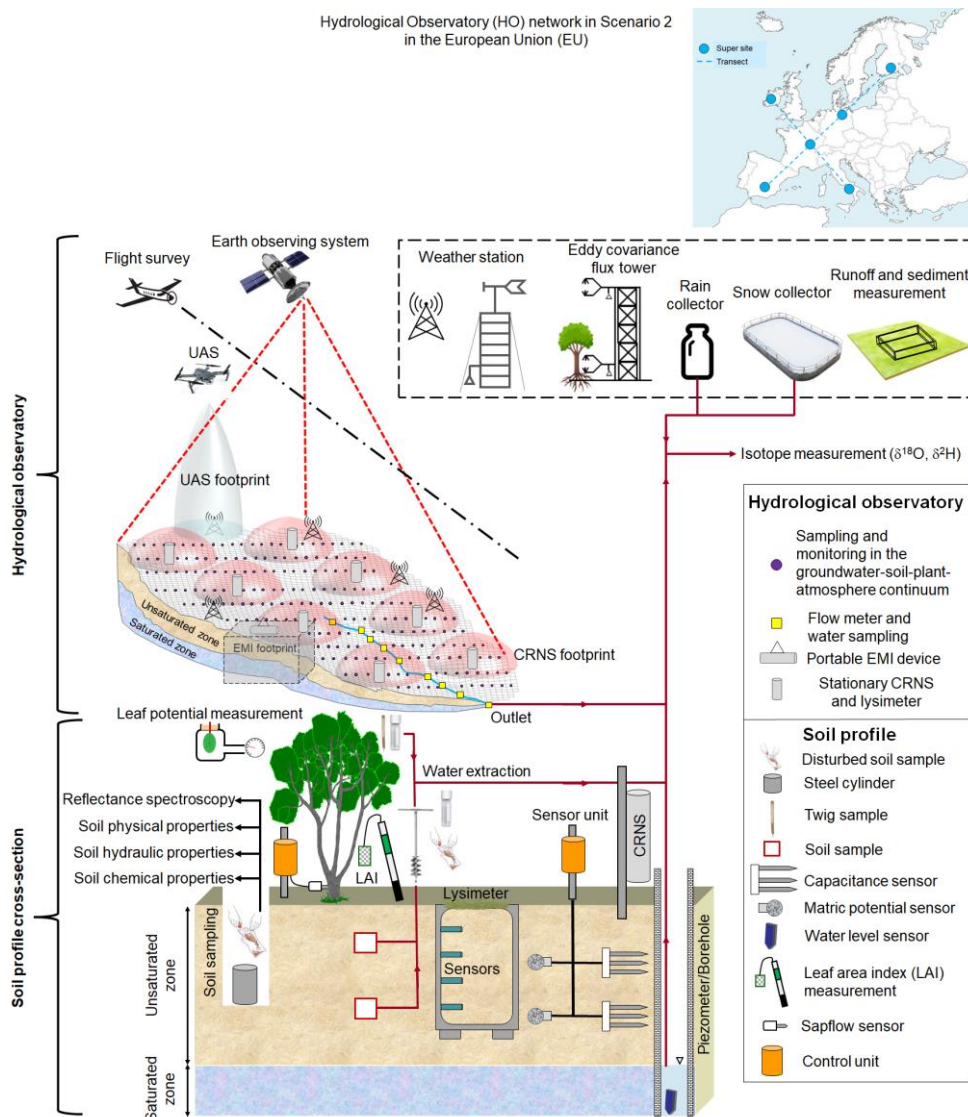 Hydrological Observatory (HO) network in Scenario 2
in the European Union (EU)
Super site
Transect
Hydrological observatory
Flight survey
Earth observing system
UAS
UAS footprint
Weather station
Eddy covariance
flux tower
Rain
collector
Snow collector
Runoff and sediment
measurement
Isotope measurement (δ¹⁸O, δ²H)
Unsaturated zone
Saturated zone
EMI footprint
CRNS footprint
Outlet
Hydrological observatory
Sampling and
monitoring in the
groundwater-soil-plant-
atmosphere continuum
Flow meter and
water sampling
Portable EMI device
Stationary CRNS
and lysimeter
Soil profile
Disturbed soil sample
Steel cylinder
Twig sample
Soil sample
Capacitance sensor
Matric potential sensor
Water level sensor
Leaf area index (LAI)
measurement
Sapflow sensor
Control unit
Soil profile cross-section
Leaf potential measurement
Water extraction
Reflectance spectroscopy
Soil physical properties
Soil hydraulic properties
Soil chemical properties
LAI
Sensor unit
CRNS
Lysimeter
Sensors
Soil sampling
Unsaturated
zone
Saturated
zone
Piezometer/Borehole